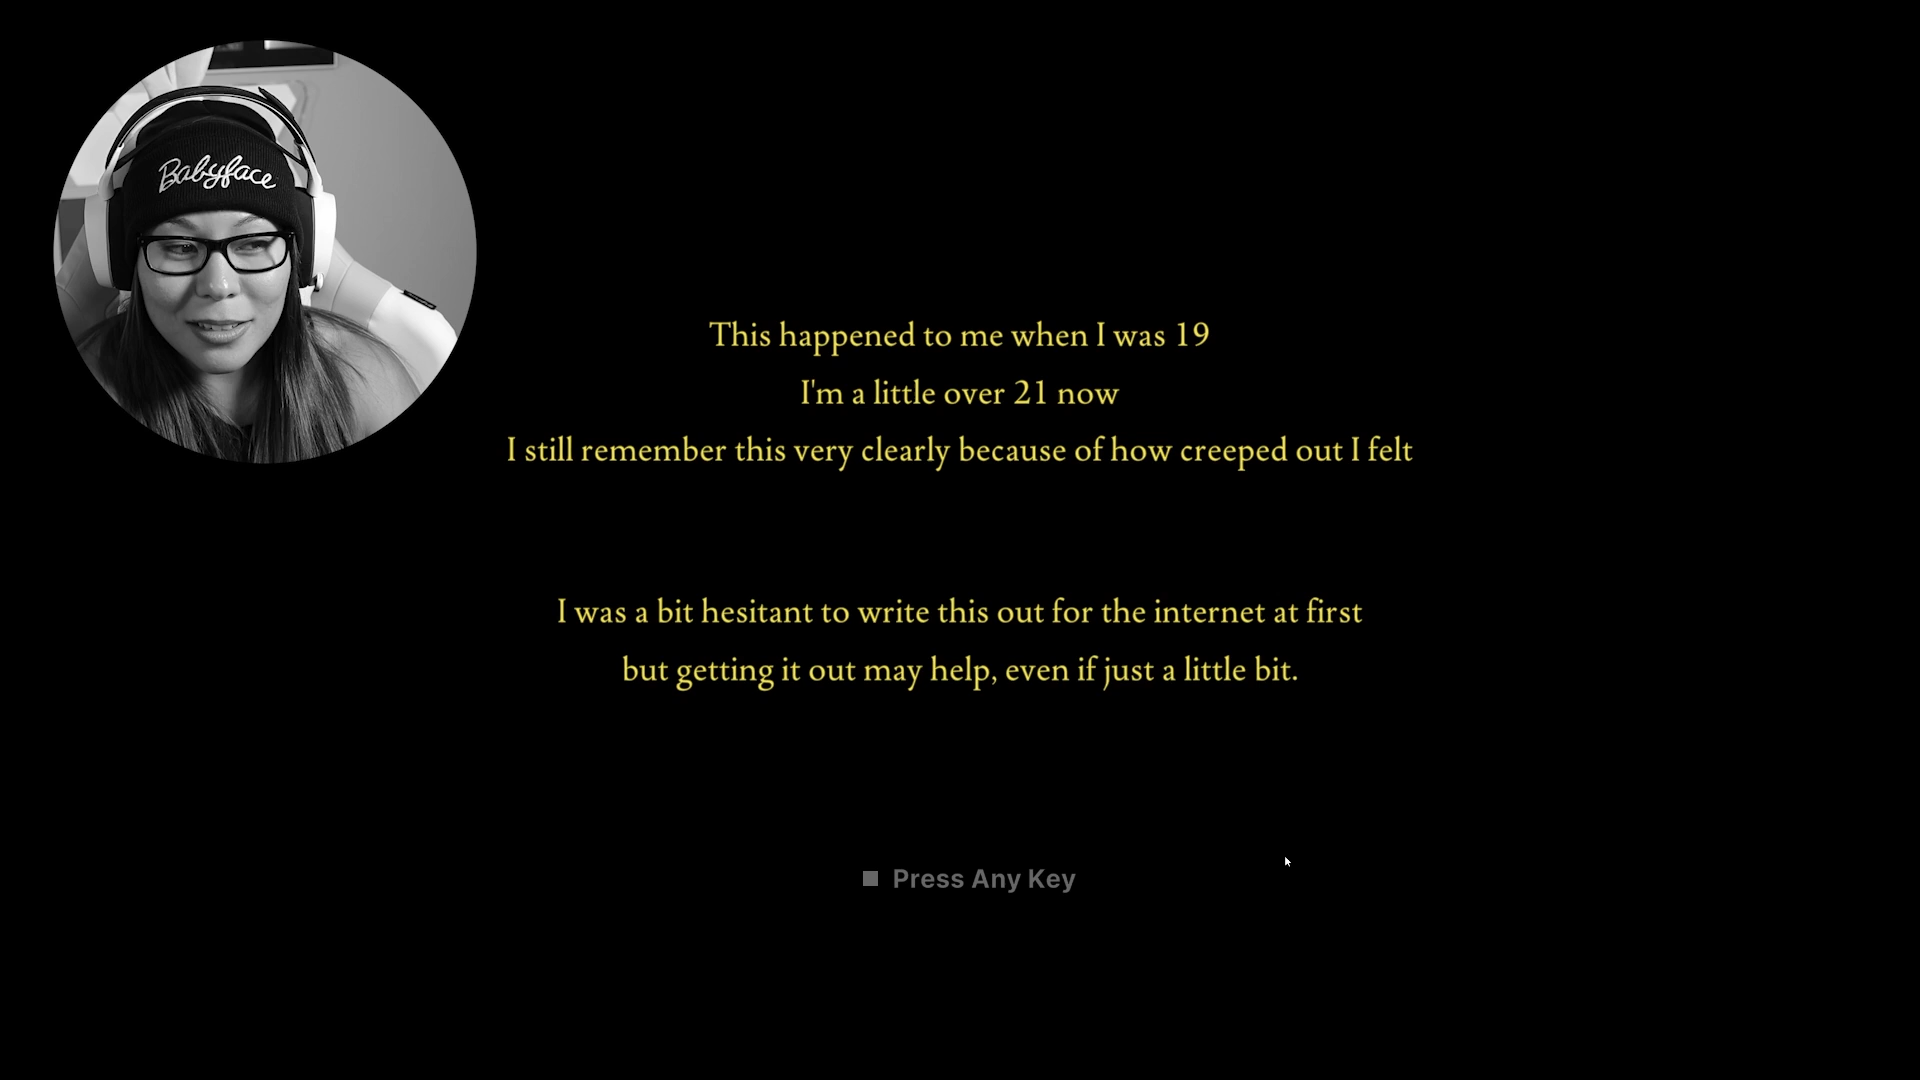 Babyface
This happened to me when I was 19
I'm a little over 21 now
I still remember this very clearly because of how creeped out I felt
I was a bit hesitant to write this out for the internet at first
but getting it out may help, even if just a little bit.
Press Any Key